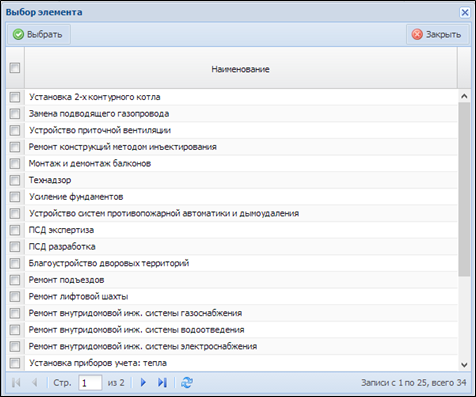 Выбор элемента
Выбрать
Закрыть
Наименование
Установка 2-х контурного котла
Замена подводящего газопровода
Устройство приточной вентиляции
Ремонт конструкций методом инъектирования
Монтаж и демонтаж балконов
Технадзор
Усиление фундаментов
Устройство систем противопожарной автоматики и дымоудаления
ПСД экспертиза
ПСД разработка
Благоустройство дворовых территорий
Ремонт подъездов
Ремонт лифтовой шахты
Ремонт внутридомовой инж. системы газоснабжения
Ремонт внутридомовой инж. системы водоотведения
Ремонт внутридомовой инж. системы электроснабжения
Установка приборов учета: тепла
Стр. 1 из 2
Записи с 1 по 25, всего 34